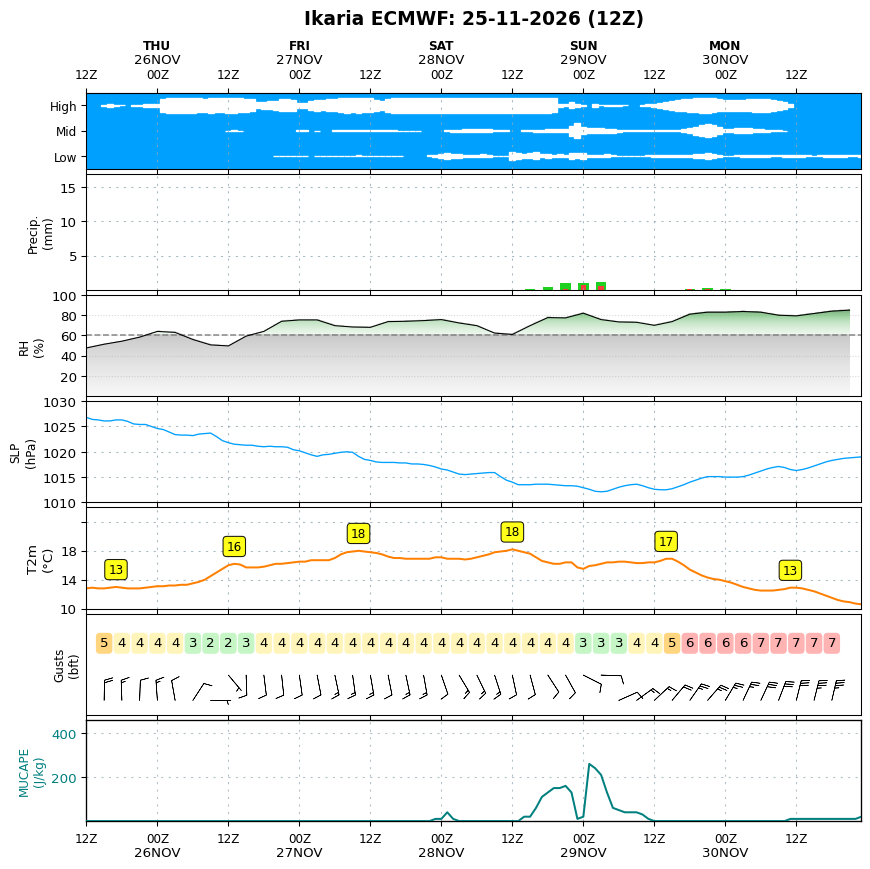 Ikaria ECMWF: 25-11-2026 (12Z)
THU FRI SAT SUN MON
26NOV 27NOV 28NOV 29NOV 30NOV
12Z 00Z 12Z 00Z 12Z 00Z 12Z 00Z 12Z 00Z 12Z
High
Mid
Low
Precip.
(mm)
15
10
5
RH
(%)
100
80
60
40
20
SLP
(hPa)
1030
1025
1020
1015
1010
T2m
(°C)
18
14
10
13 16 18 18 17 13
Gusts
(bft)
5 4 4 4 4 3 2 2 3 4 4 4 4 4 4 4 4 4 4 4 4 4 4 4 4 4 4 3 3 3 4 4 5 6 6 6 6 7 7 7 7 7
MUCAPE
(J/kg)
400
200
12Z 00Z 12Z 00Z 12Z 00Z 12Z 00Z 12Z 00Z 12Z
26NOV 27NOV 28NOV 29NOV 30NOV